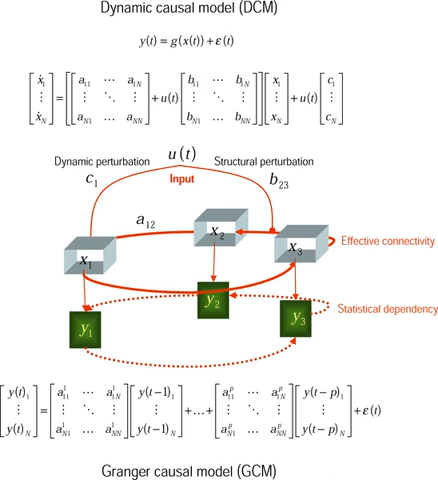 Dynamic causal model (DCM)
y(t) = g(x(t)) + ε(t)
[ẋ₁ ⋮ ẋ_N] = [[a₁₁ ⋯ a₁N ⋮ ⋱ ⋮ a_N1 ⋯ a_NN] + u(t) [b₁₁ ⋯ b₁N ⋮ ⋱ ⋮ b_N1 ⋯ b_NN]] [x₁ ⋮ x_N] + u(t) [c₁ ⋮ c_N]
Dynamic perturbation u(t) Structural perturbation
c₁ Input b₂₃
a₁₂ x₂
x₁ x₃ Effective connectivity
y₂
y₁ y₃ Statistical dependency
[y(t)₁ ⋮ y(t)_N] = [a¹₁₁ ⋯ a¹₁N ⋮ ⋱ ⋮ a¹_N1 ⋯ a¹_NN] [y(t−1)₁ ⋮ y(t−1)_N] + ... + [aᵖ₁₁ ⋯ aᵖ₁N ⋮ ⋱ ⋮ aᵖ_N1 ⋯ aᵖ_NN] [y(t−p)₁ ⋮ y(t−p)_N] + ε(t)
Granger causal model (GCM)